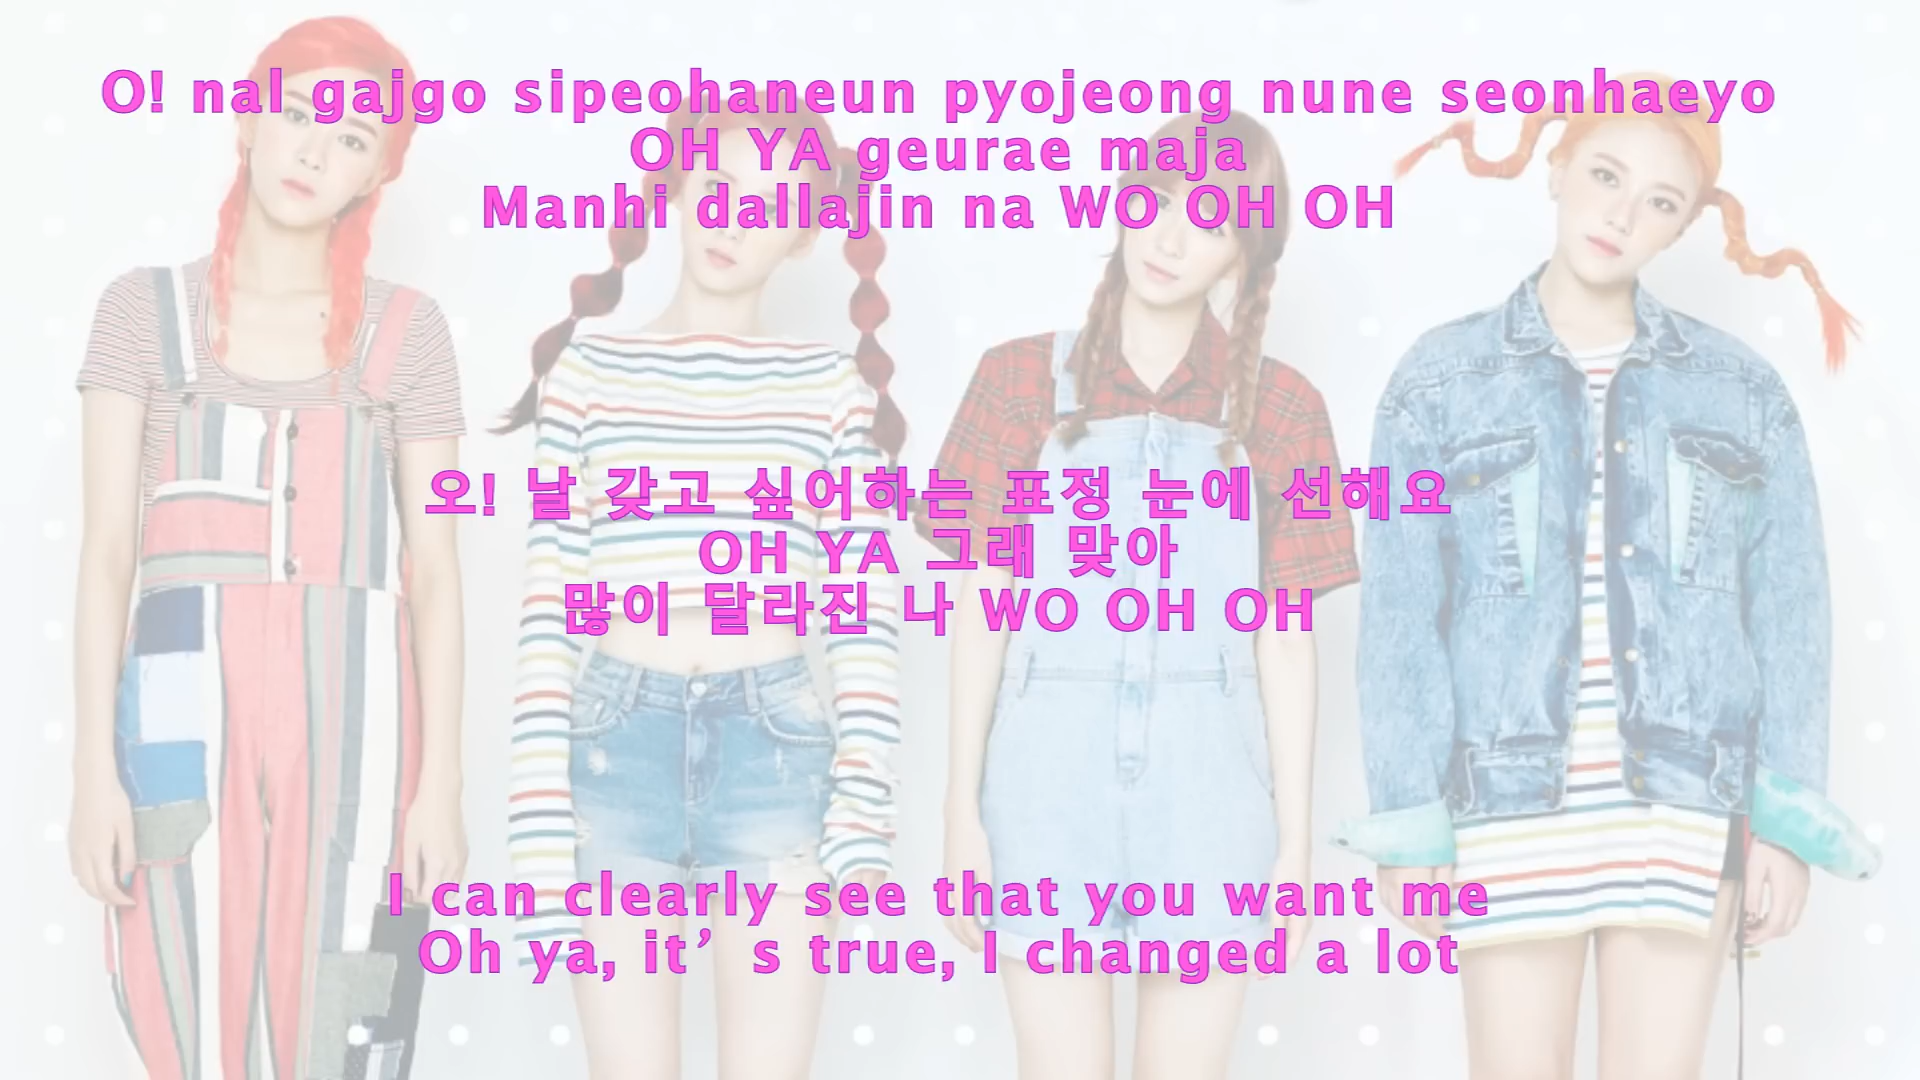 O! nal gajgo sipeohaneun pyojeong nune seonhaeyo
OH YA geurae maja
Manhi dallajin na WO OH OH
오! 날 갖고 싶어하는 표정 눈에 선해요
OH YA 그래 맞아
많이 달라진 나 WO OH OH
I can clearly see that you want me
Oh ya, it’s true, I changed a lot